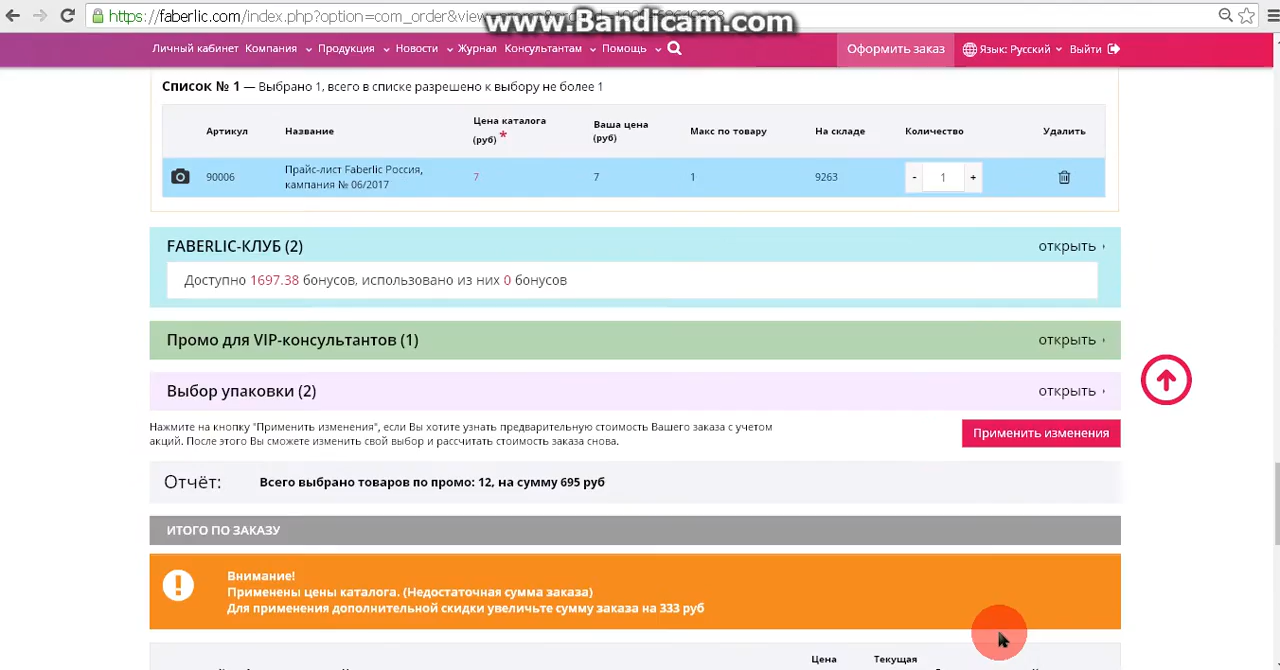 https://faberlic.com/index.php?option=com_order&view
www.Bandicam.com
Личный кабинет Компания Продукция Новости Журнал Консультантам Помощь Оформить заказ Язык: Русский Выйти
Список № 1 — Выбрано 1, всего в списке разрешено к выбору не более 1
Артикул Название Цена каталога (руб) * Ваша цена (руб) Макс по товару На складе Количество Удалить
90006 Прайс-лист Faberlic Россия, кампания № 06/2017 7 7 1 9263 - 1 +
FABERLIC-КЛУБ (2) открыть
Доступно 1697.38 бонусов, использовано из них 0 бонусов
Промо для VIP-консультантов (1) открыть
Выбор упаковки (2) открыть
Нажмите на кнопку "Применить изменения", если Вы хотите узнать предварительную стоимость Вашего заказа с учетом
акций. После этого Вы сможете изменить свой выбор и рассчитать стоимость заказа снова.
Применить изменения
Отчёт: Всего выбрано товаров по промо: 12, на сумму 695 руб
ИТОГО ПО ЗАКАЗУ
Внимание!
Применены цены каталога. (Недостаточная сумма заказа)
Для применения дополнительной скидки увеличьте сумму заказа на 333 руб
Цена Текущая